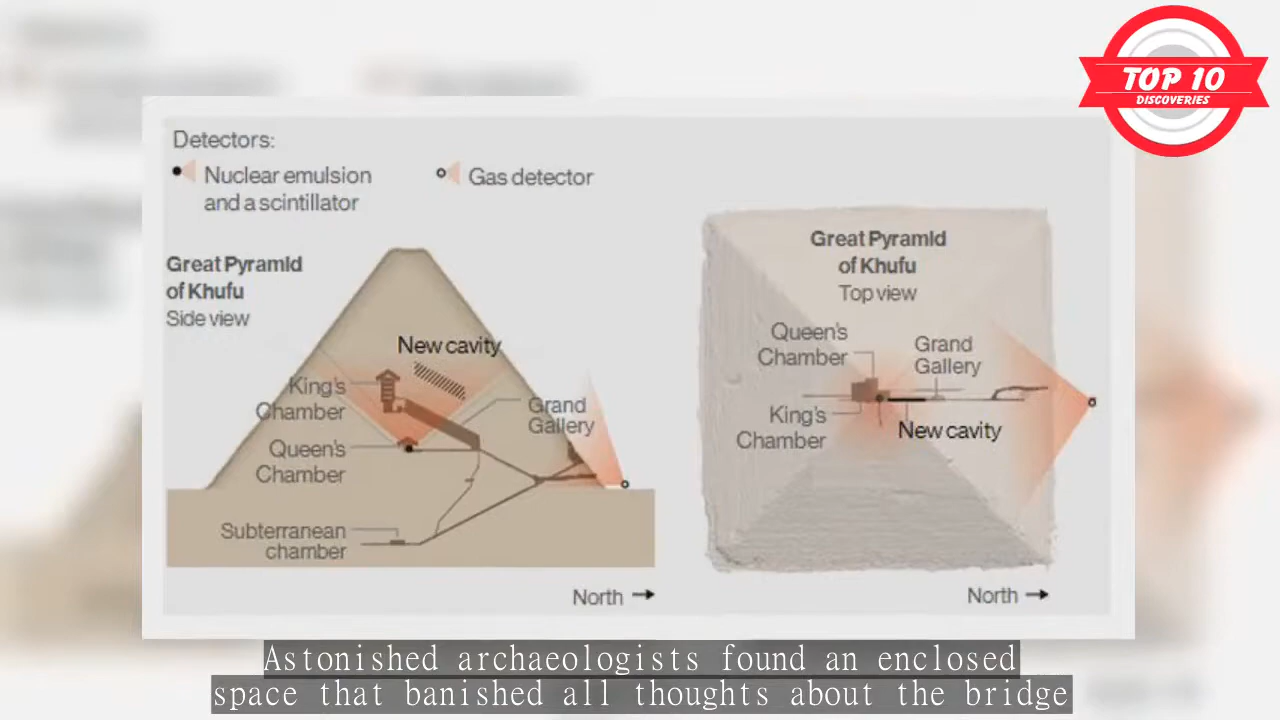 TOP 10
DISCOVERIES
Detectors:
Nuclear emulsion
and a scintillator
Gas detector
Great Pyramid
of Khufu
Side view
New cavity
King's
Chamber
Grand
Gallery
Queen's
Chamber
Subterranean
chamber
North
Great Pyramid
of Khufu
Top view
Queen's
Chamber
Grand
Gallery
King's
Chamber
New cavity
North
Astonished archaeologists found an enclosed
space that banished all thoughts about the bridge